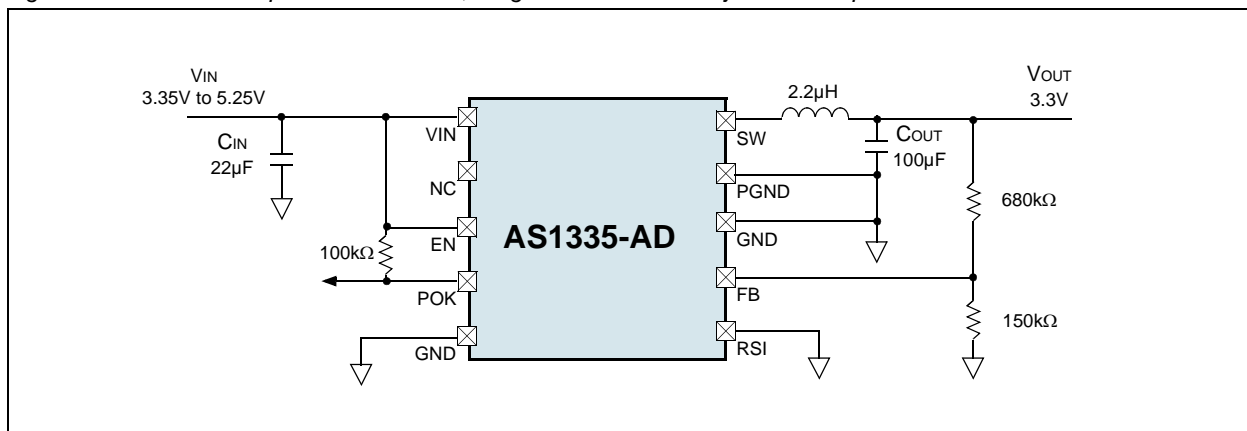 VIN
3.35V to 5.25V
CIN
22µF
100kΩ
VIN
NC
EN
POK
GND
AS1335-AD
SW
PGND
GND
FB
RSI
2.2µH
COUT
100µF
VOUT
3.3V
680kΩ
150kΩ